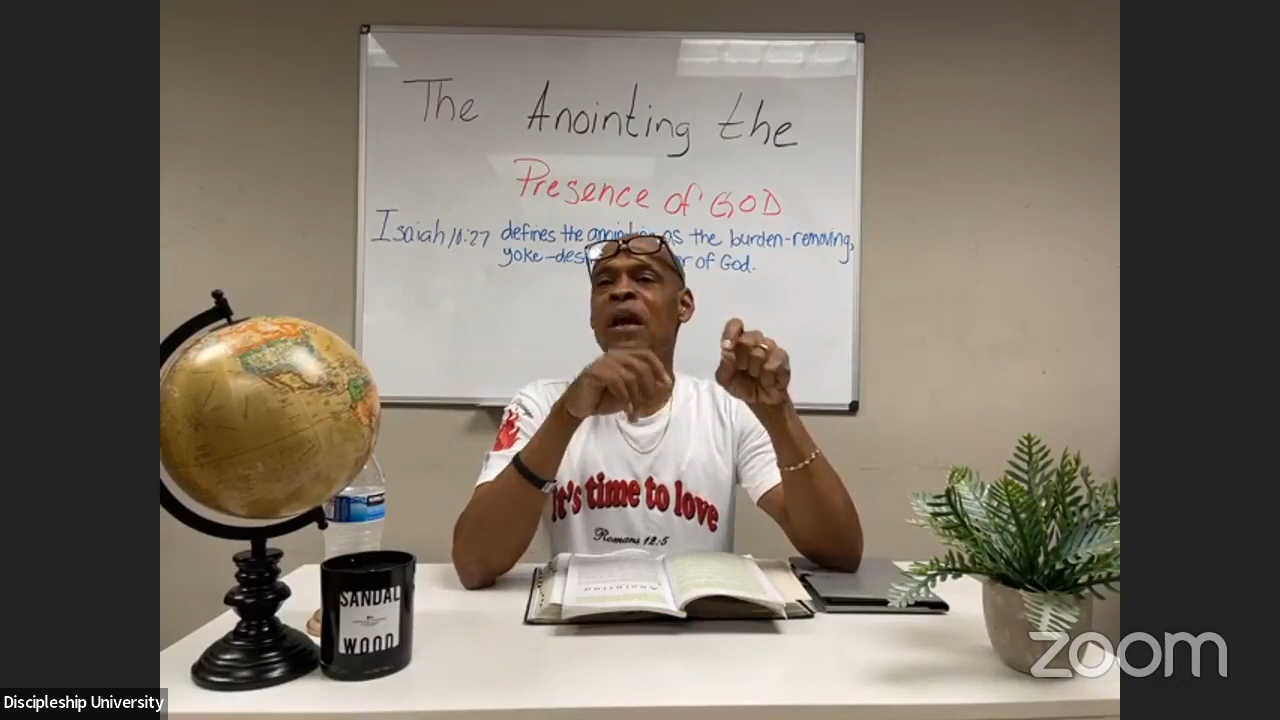 The Anointing the
Presence of GOD
Isaiah 10:27 defines the as the burden-removing,
yoke- of God.
It's time to love
Romans 12:5
Anointing
SANDAL
WOOD
zoom
Discipleship University